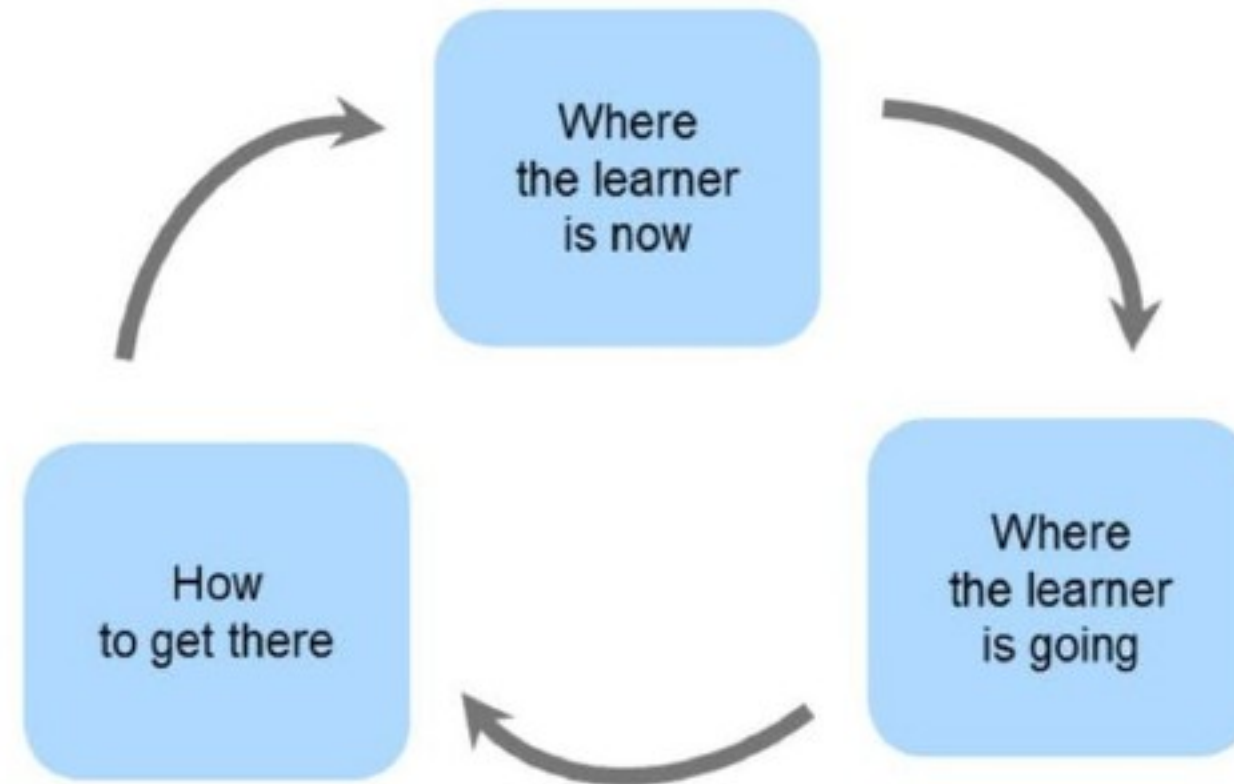 Where
the learner
is now
Where
the learner
is going
How
to get there